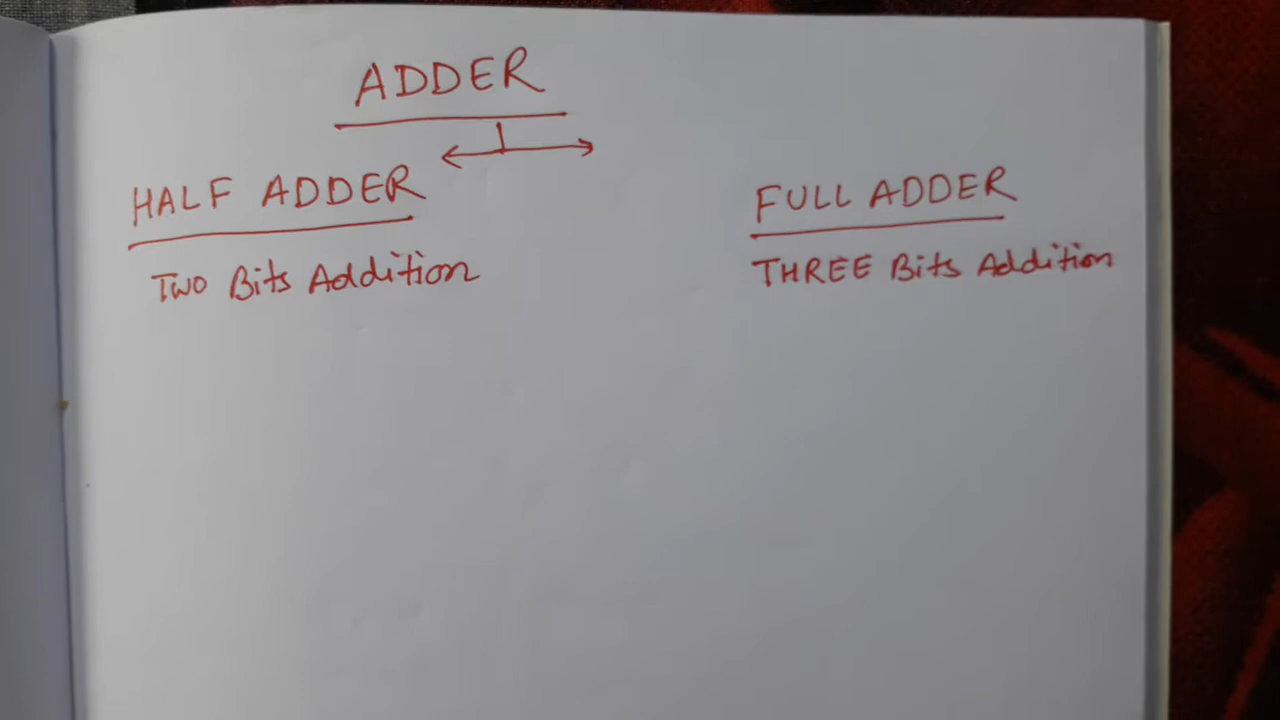 ADDER
HALF ADDER
Two Bits Addition
FULL ADDER
THREE Bits Addition